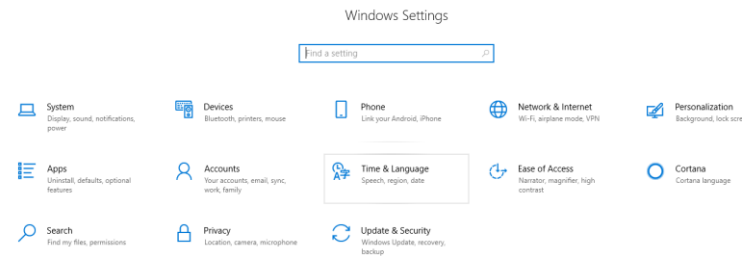 Windows Settings
Find a setting
System
Display, sound, notifications,
power
Devices
Bluetooth, printers, mouse
Phone
Link your Android, iPhone
Network & Internet
Wi-Fi, airplane mode, VPN
Personalization
Background, lock scre
Apps
Uninstall, defaults, optional
features
Accounts
Your accounts, email, sync,
work, family
Time & Language
Speech, region, date
Ease of Access
Narrator, magnifier, high
contrast
Cortana
Cortana language
Search
Find my files, permissions
Privacy
Location, camera, microphone
Update & Security
Windows Update, recovery,
backup